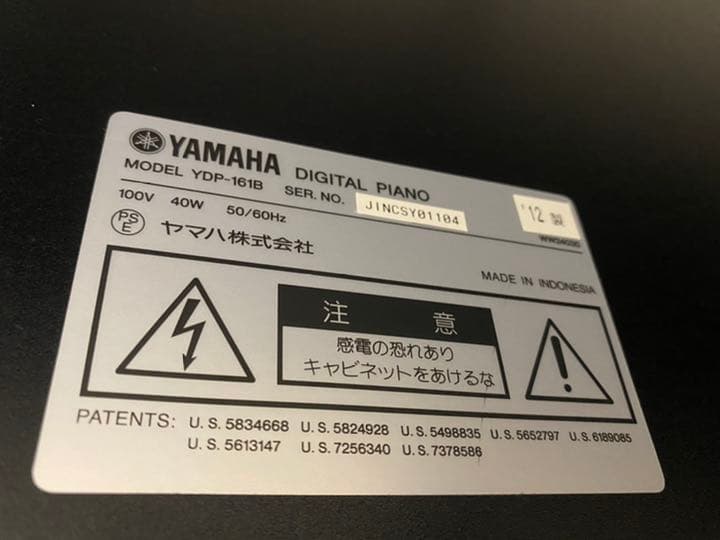 YAMAHA DIGITAL PIANO
MODEL YDP-161B SER. NO. JINCSY01104
'12 製
100V 40W 50/60Hz
PS E ヤマハ株式会社
MADE IN INDONESIA
注意
感電の恐れあり
キャビネットをあけるな
PATENTS: U.S.5834668 U.S.5824928 U.S.5498835 U.S.5652797 U.S.6189085
U.S.5613147 U.S.7256340 U.S.7378586